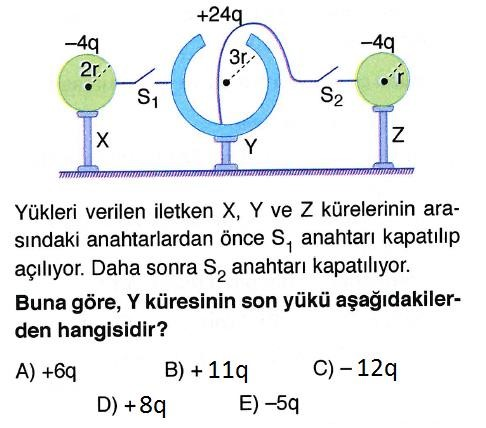 +24q
–4q
–4q
2r
3r
r
S1
S2
X
Y
Z
Yükleri verilen iletken X, Y ve Z kürelerinin ara-
sındaki anahtarlardan önce S1 anahtarı kapatılıp
açılıyor. Daha sonra S2 anahtarı kapatılıyor.
Buna göre, Y küresinin son yükü aşağıdakiler-
den hangisidir?
A) +6q B) + 11q C) – 12q
D) +8q E) –5q